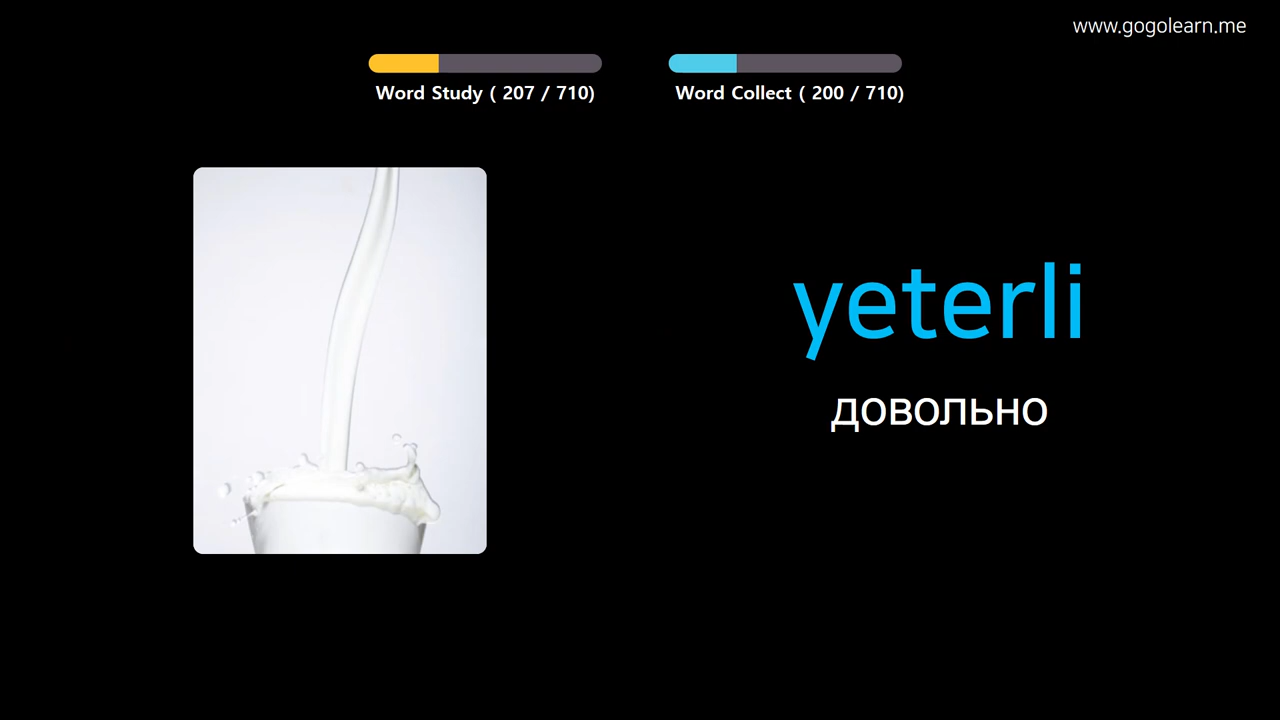 www.gogolearn.me
Word Study ( 207 / 710)
Word Collect ( 200 / 710)
yeterli
довольно